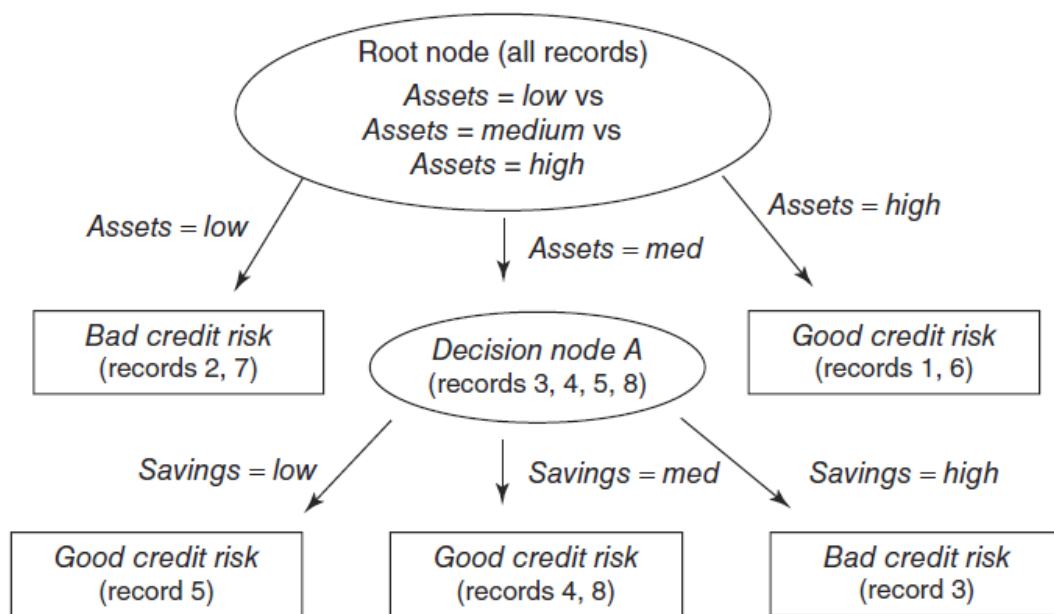 Root node (all records)
Assets = low vs
Assets = medium vs
Assets = high
Assets = low
Assets = med
Assets = high
Bad credit risk
(records 2, 7)
Decision node A
(records 3, 4, 5, 8)
Good credit risk
(records 1, 6)
Savings = low
Savings = med
Savings = high
Good credit risk
(record 5)
Good credit risk
(records 4, 8)
Bad credit risk
(record 3)